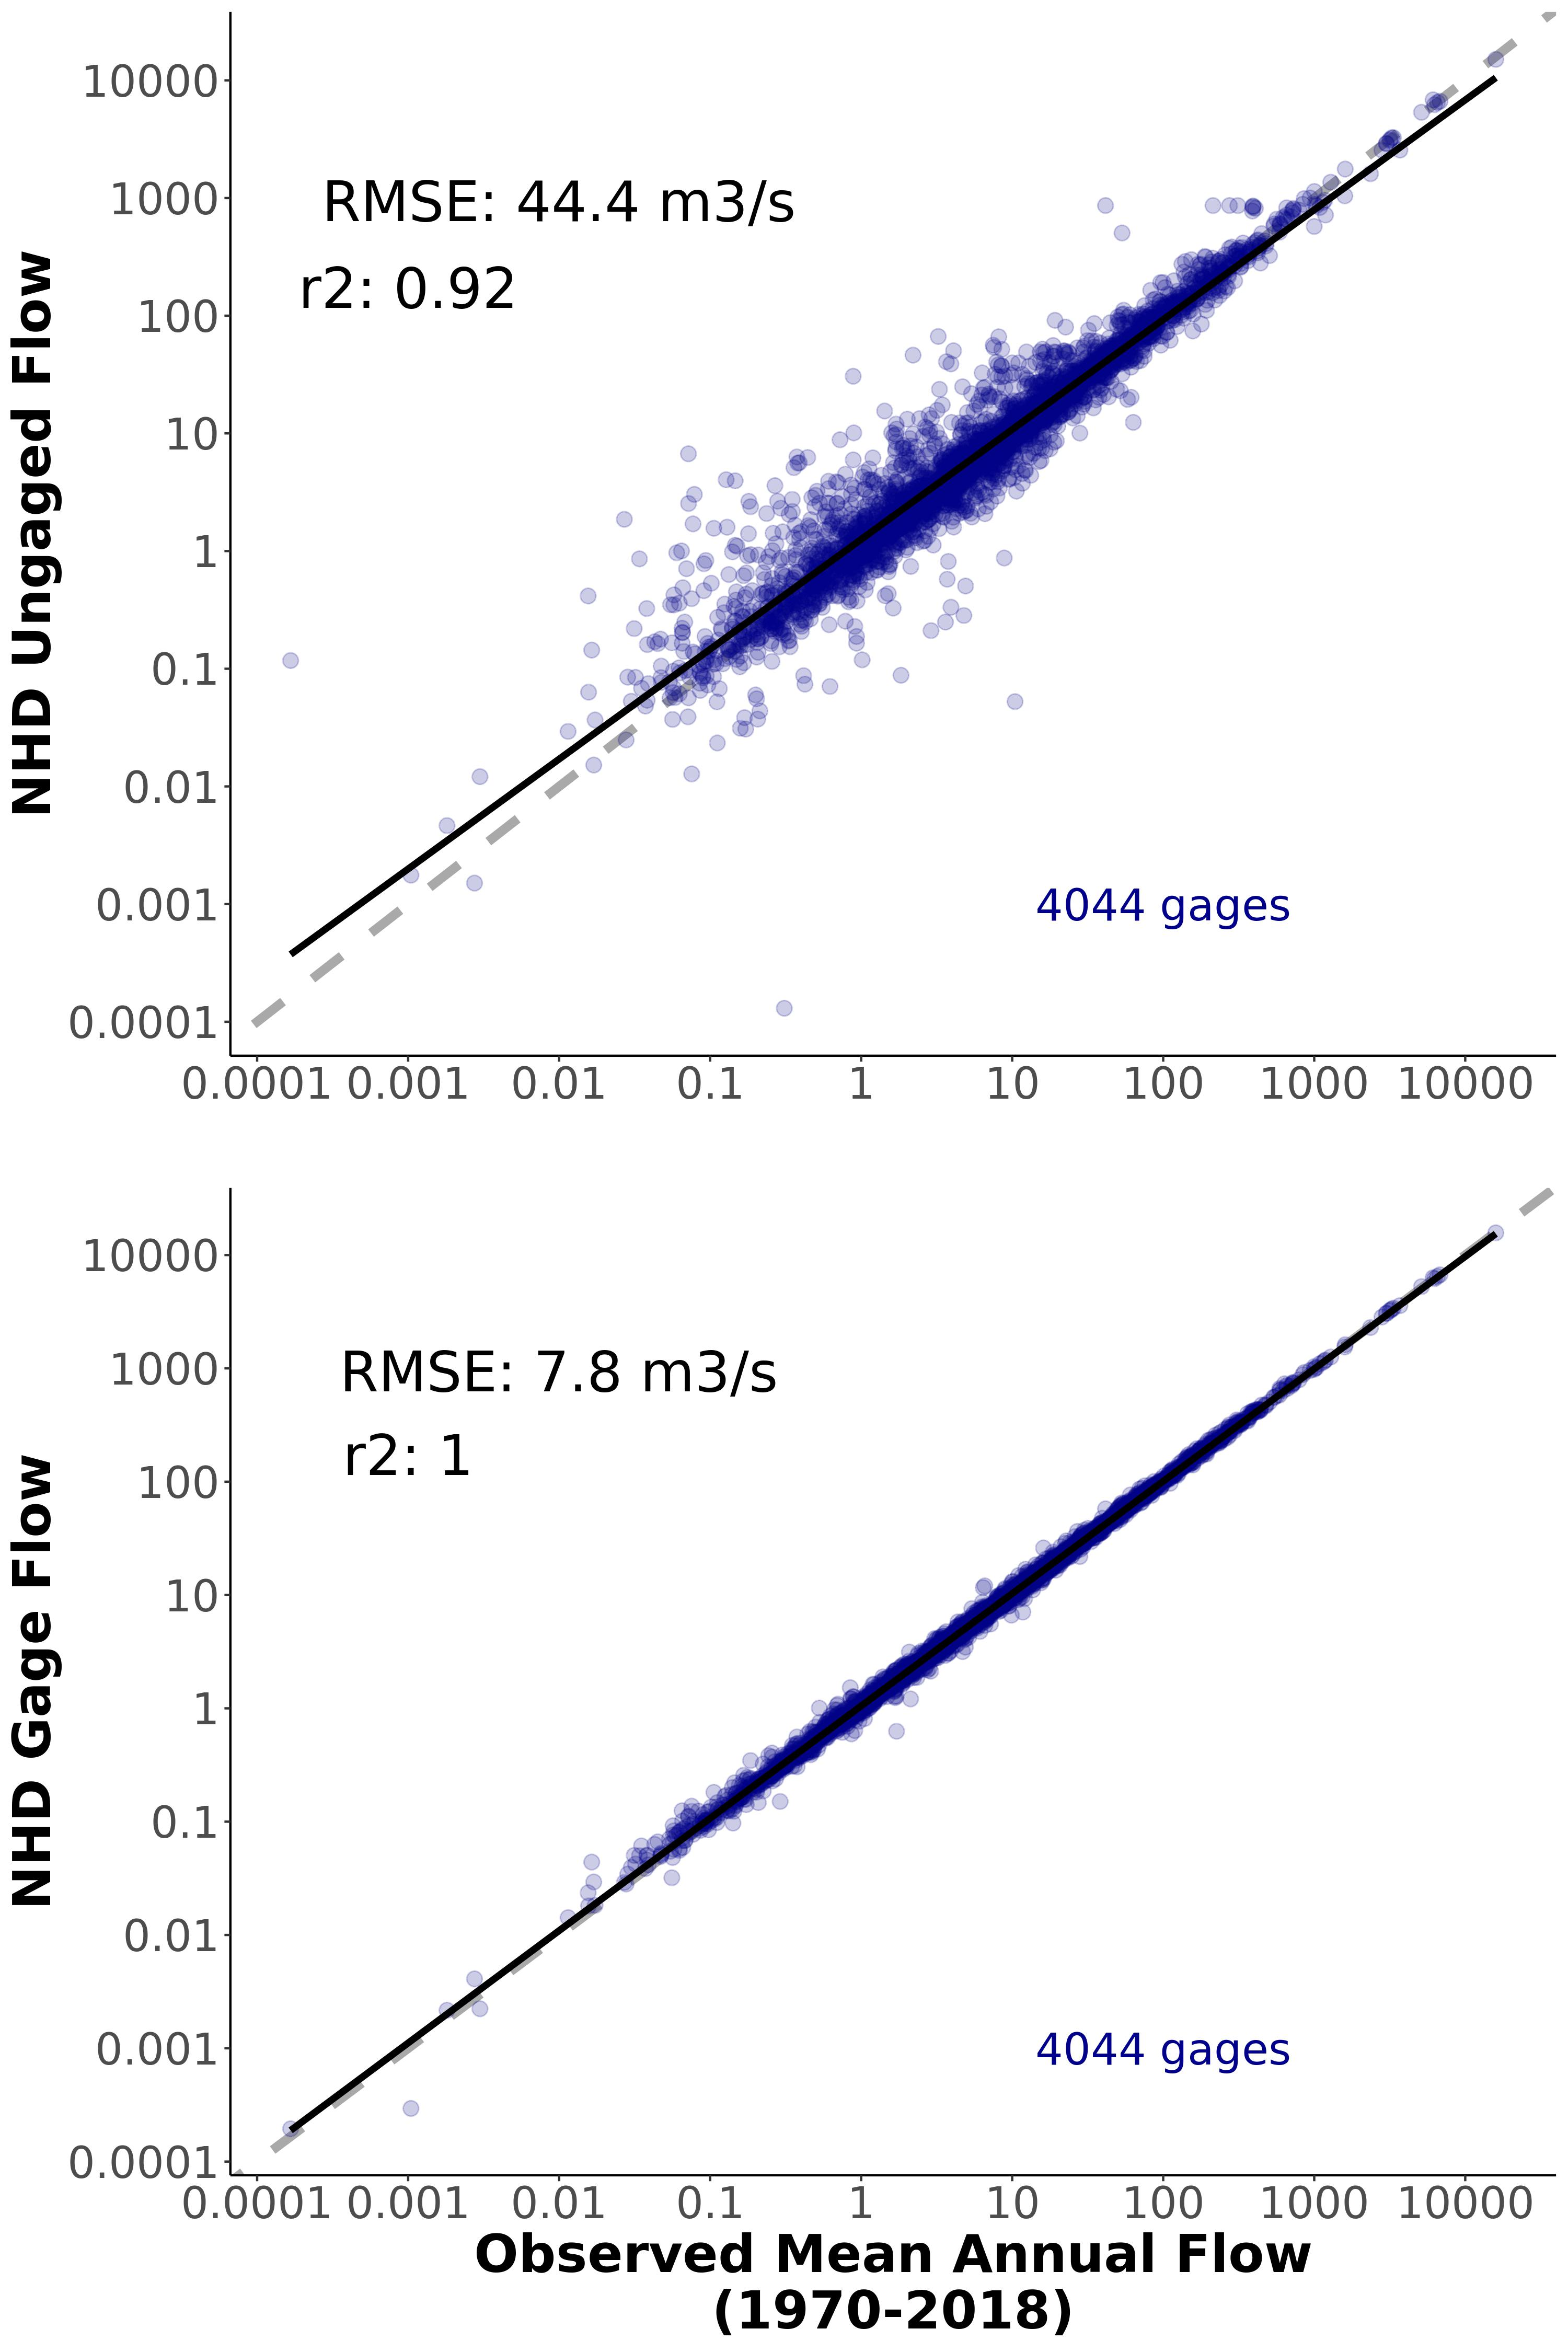 NHD Ungaged Flow
10000
1000
100
10
1
0.1
0.01
0.001
0.0001
RMSE: 44.4 m3/s
r2: 0.92
4044 gages
0.0001 0.001 0.01 0.1 1 10 100 1000 10000
NHD Gage Flow
10000
1000
100
10
1
0.1
0.01
0.001
0.0001
RMSE: 7.8 m3/s
r2: 1
4044 gages
0.0001 0.001 0.01 0.1 1 10 100 1000 10000
Observed Mean Annual Flow
(1970-2018)